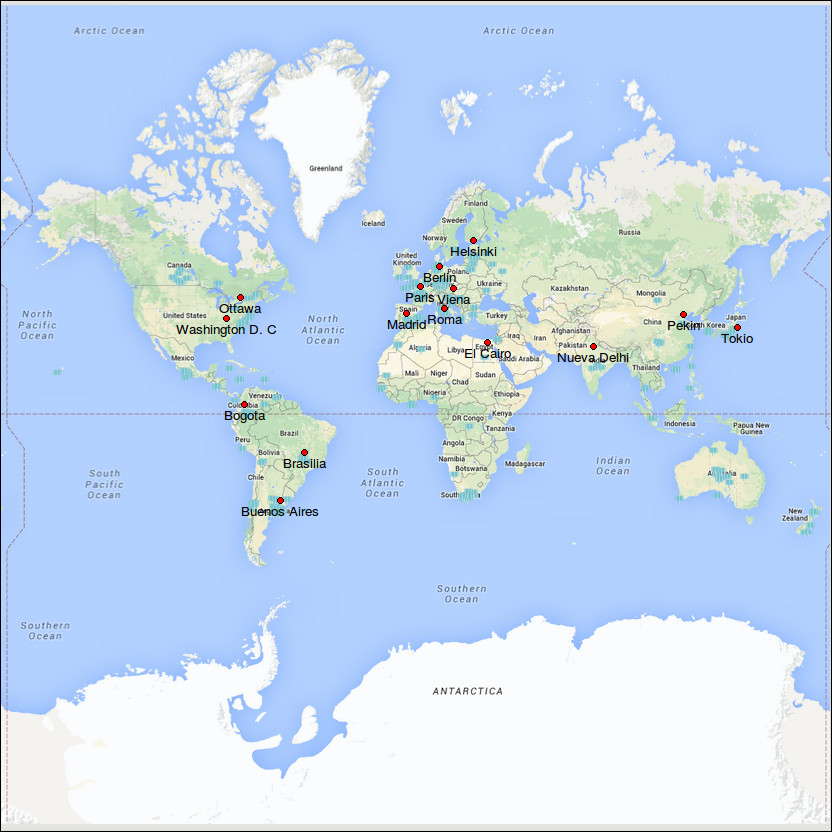 Arctic Ocean
Arctic Ocean
Greenland
Iceland
Finland
Sweden
Norway
Russia
Helsinki
United
Kingdom
Canada
Berlin
Poland
Ukraine
Kazakhstan
Mongolia
Paris
Viena
Ottawa
Spain
Roma
Madrid
North
Pacific
Ocean
United States
Washington D. C
North
Atlantic
Ocean
Turkey
China
Pekin
South Korea
Japan
Tokio
Iraq
Iran
Afghanistan
Pakistan
Algeria
Libya
Egypt
El Cairo
Saudi Arabia
Nueva Delhi
Mexico
Mali
Niger
Chad
Sudan
Thailand
Nigeria
Ethiopia
Venezu
Colombia
Bogota
DR Congo
Kenya
Tanzania
Indonesia
Papua New
Guinea
Peru
Brazil
Brasilia
Bolivia
Angola
Namibia
Botswana
Madagascar
Indian
Ocean
South
Pacific
Ocean
South
Atlantic
Ocean
Chile
Buenos Aires
South
Australia
New
Zealand
Southern
Ocean
Southern
Ocean
ANTARCTICA